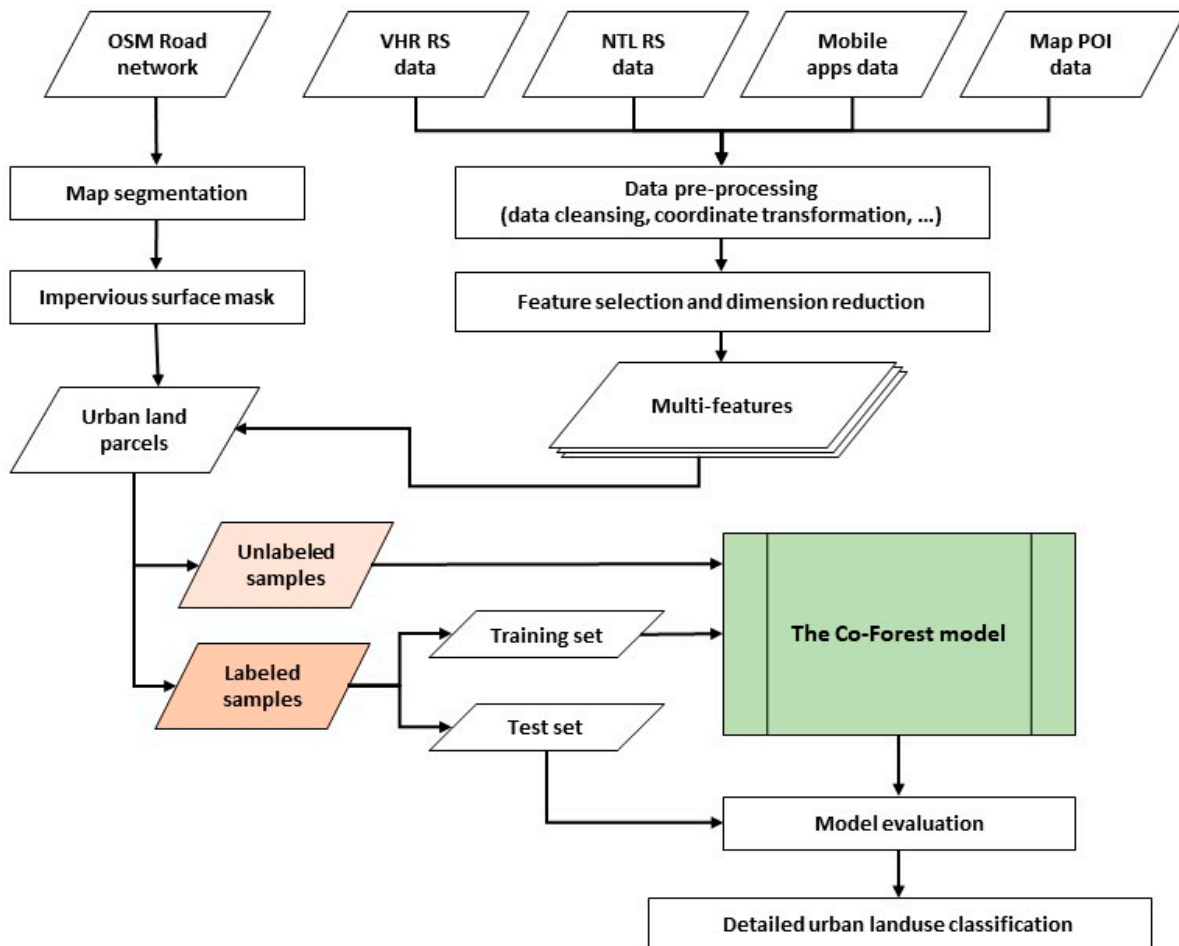 OSM Road
network
VHR RS
data
NTL RS
data
Mobile
apps data
Map POI
data
Map segmentation
Data pre-processing
(data cleansing, coordinate transformation, ...)
Impervious surface mask
Feature selection and dimension reduction
Urban land
parcels
Multi-features
Unlabeled
samples
Training set
The Co-Forest model
Labeled
samples
Test set
Model evaluation
Detailed urban landuse classification